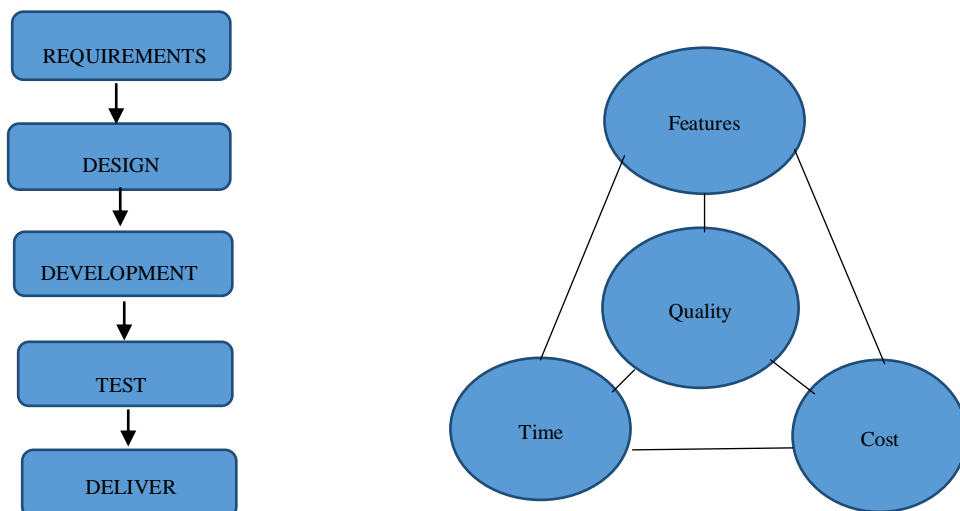 REQUIREMENTS
DESIGN
DEVELOPMENT
TEST
DELIVER
Features
Quality
Time
Cost